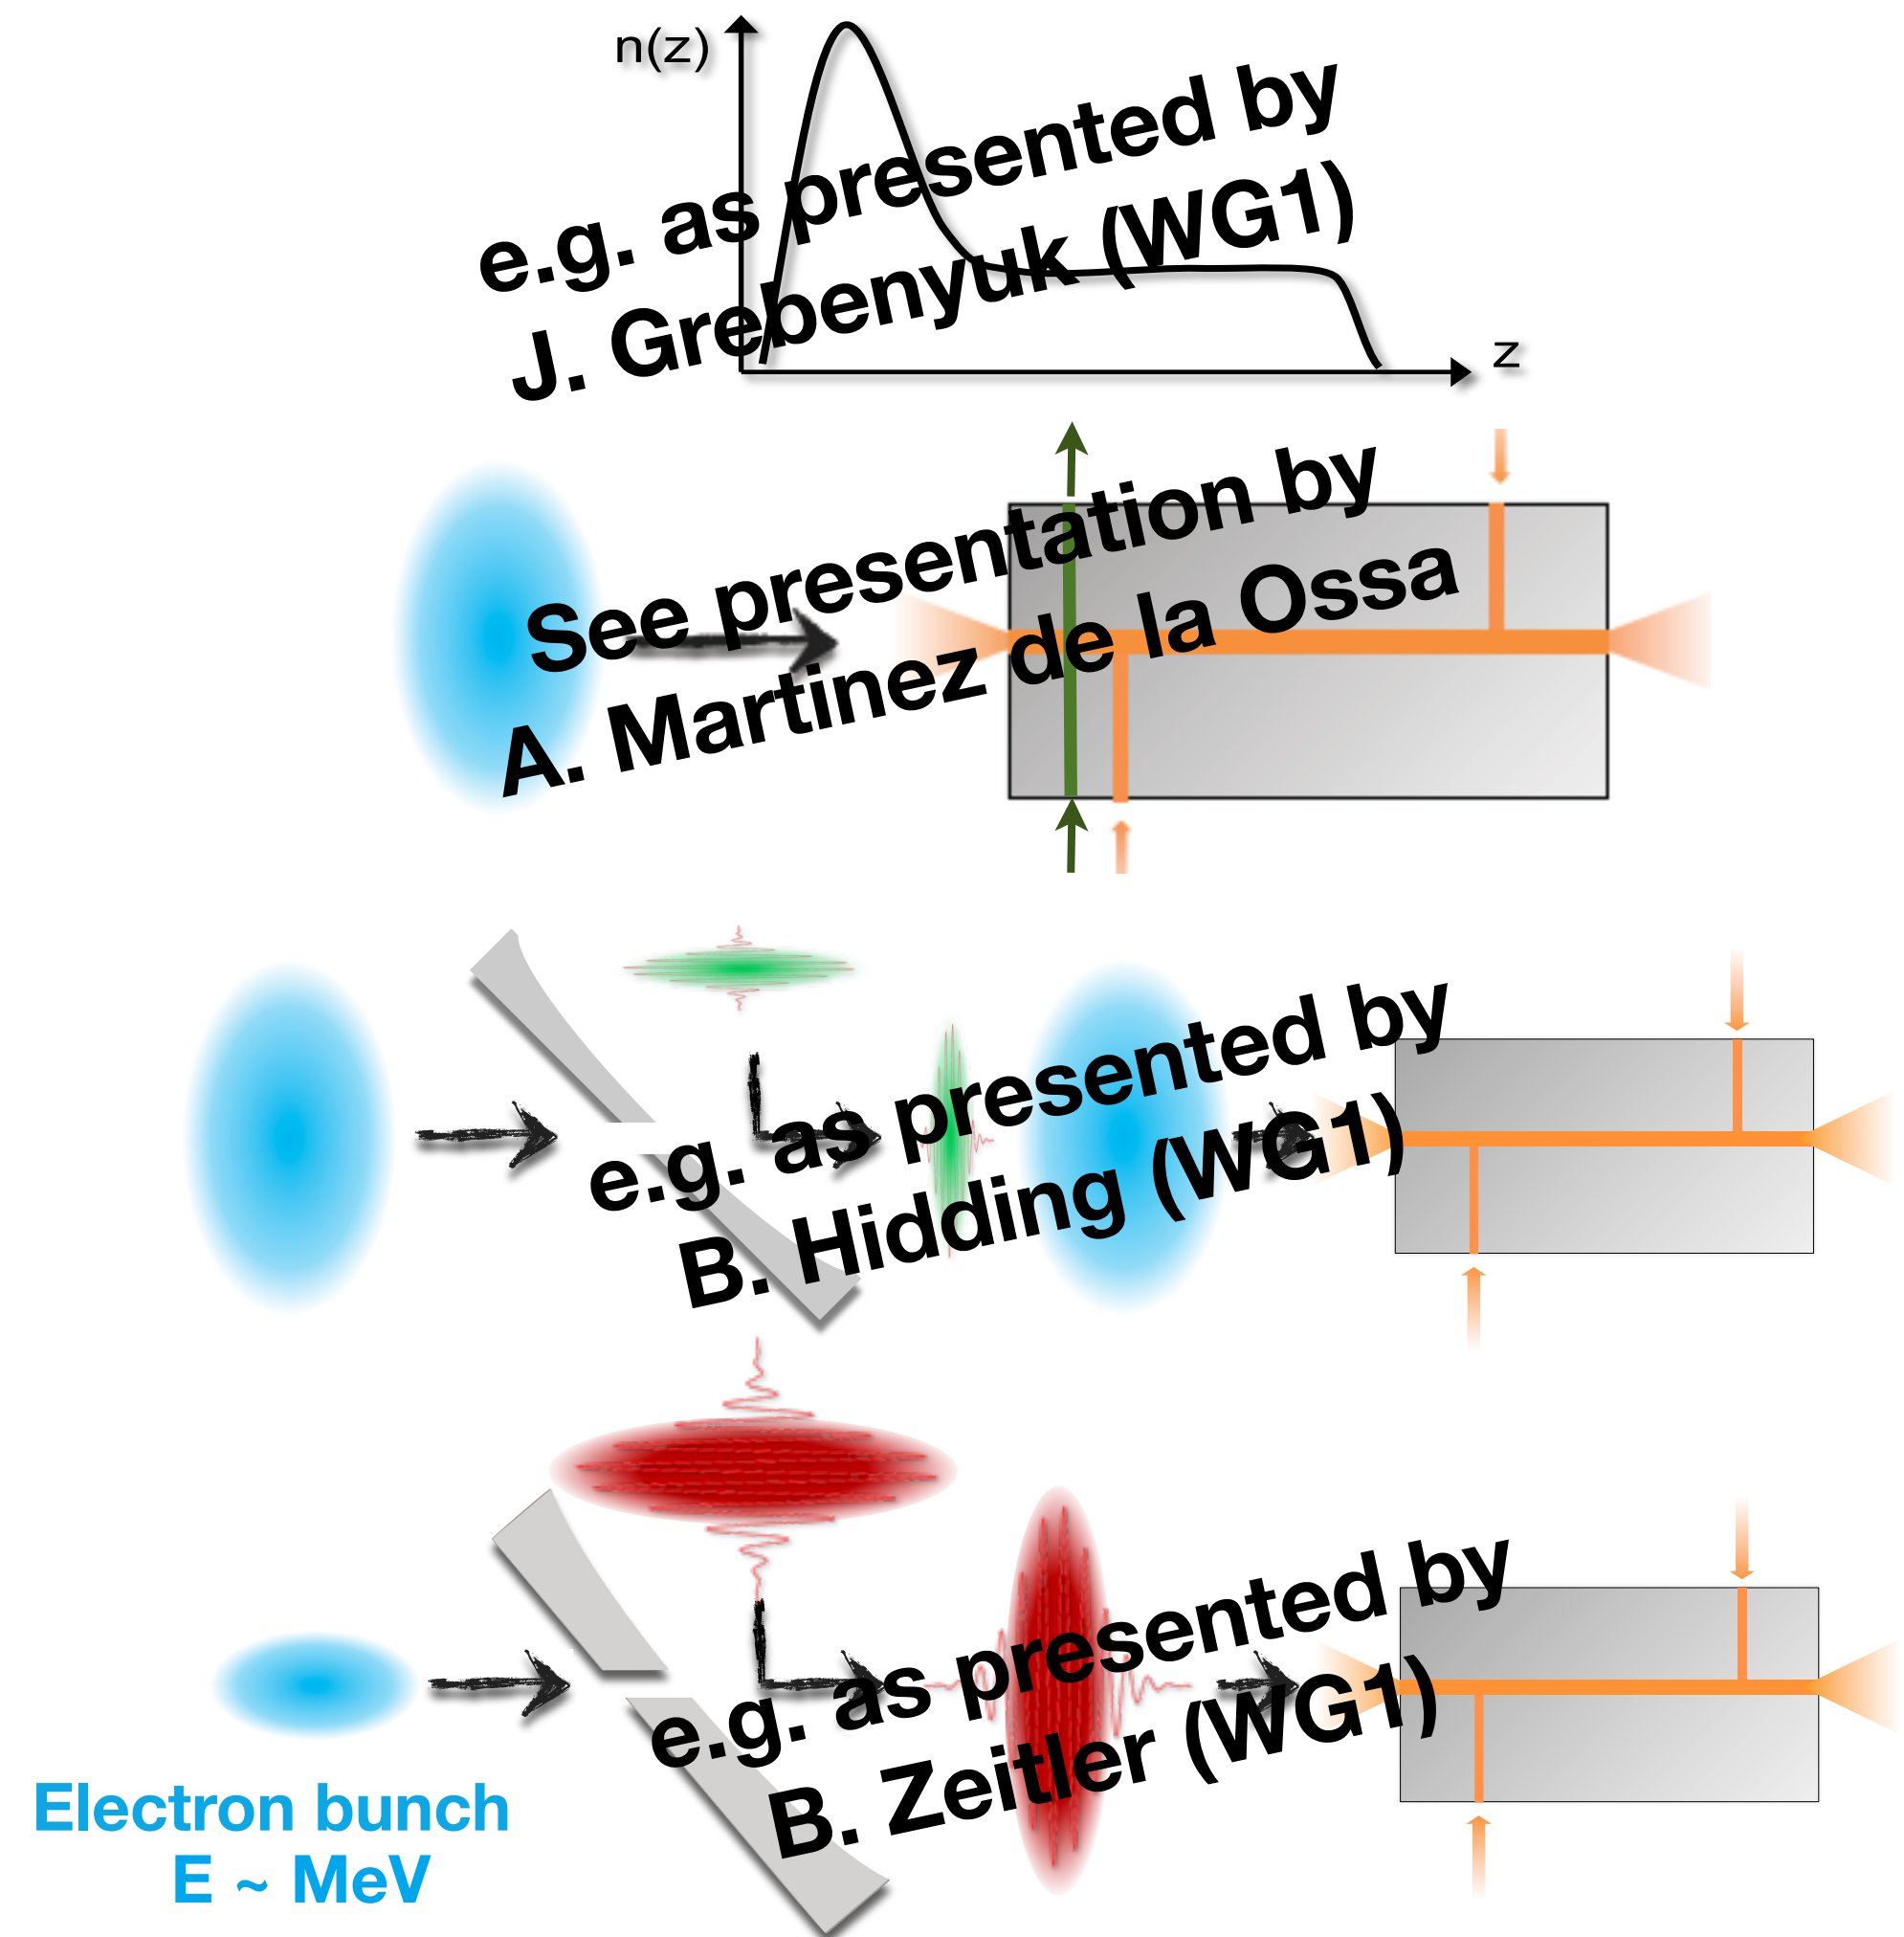 n(z)
e.g. as presented by
J. Grebenyuk (WG1)
z
See presentation by
A. Martinez de la Ossa
e.g. as presented by
B. Hidding (WG1)
e.g. as presented by
B. Zeitler (WG1)
Electron bunch
E ~ MeV